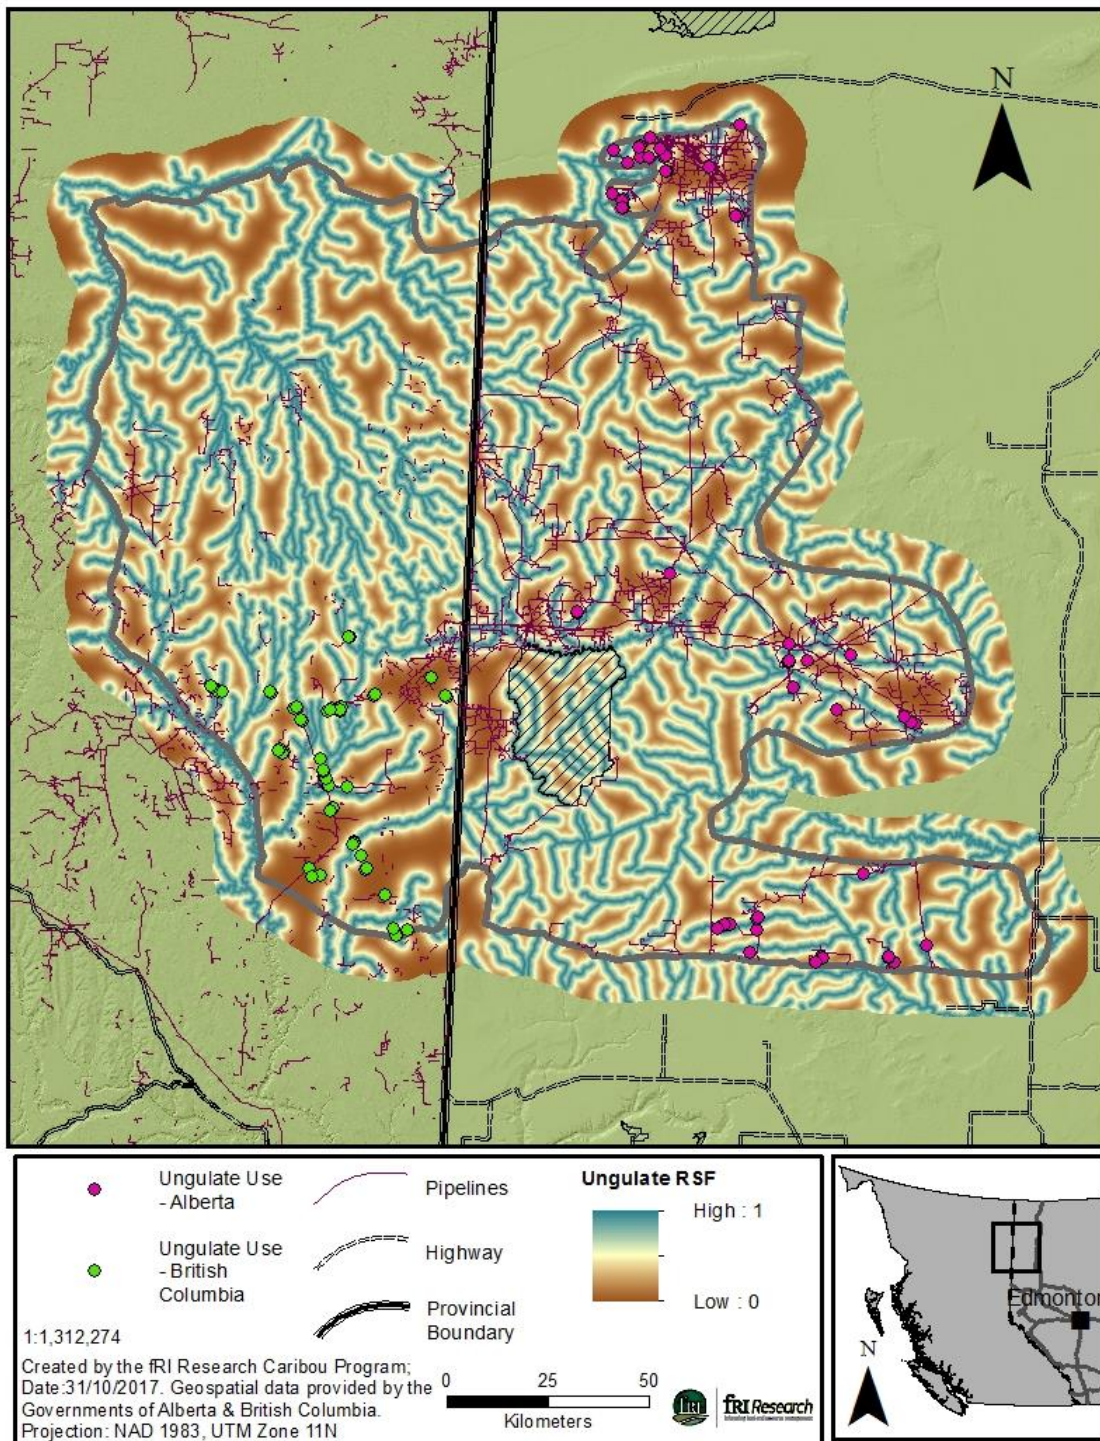 N
Ungulate Use
- Alberta
Ungulate Use
- British
Columbia
1:1,312,274
Pipelines
Highway
Provincial
Boundary
Ungulate RSF
High : 1
Low : 0
Created by the fRI Research Caribou Program;
Date:31/10/2017. Geospatial data provided by the
Governments of Alberta & British Columbia.
Projection: NAD 1983, UTM Zone 11N
0 25 50
Kilometers
fRI
fRI Research
Edmonton
N